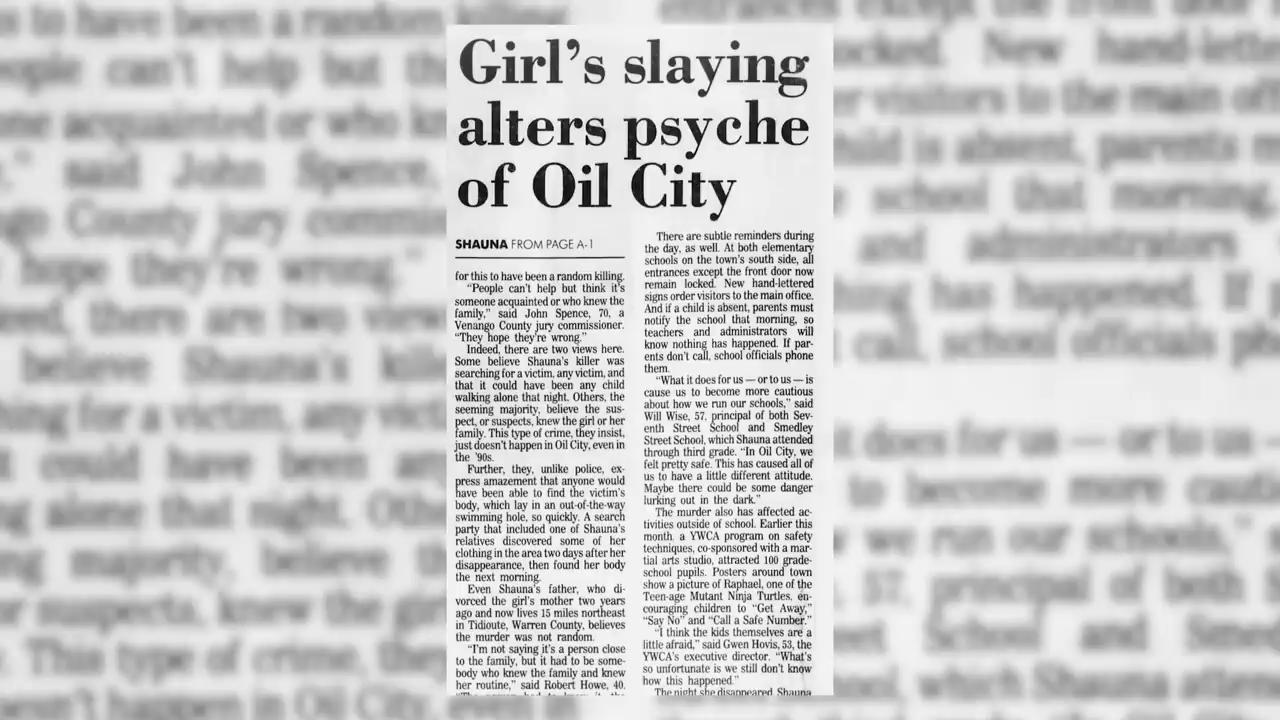 Girl's slaying
alters psyche
of Oil City
SHAUNA FROM PAGE A-1
for this to have been a random killing.
"People can't help but think it's
someone acquainted or who knew the
family," said John Spence, 70, a
Venango County jury commissioner.
"They hope they're wrong."
Indeed, there are two views here.
Some believe Shauna's killer was
searching for a victim, any victim, and
that it could have been any child
walking alone that night. Others, the
seeming majority, believe the sus-
pect, or suspects, knew the girl or her
family. This type of crime, they insist,
just doesn't happen in Oil City, even in
the '90s.
Further, they, unlike police, ex-
press amazement that anyone would
have been able to find the victim's
body, which lay in an out-of-the-way
swimming hole, so quickly. A search
party that included one of Shauna's
relatives discovered some of her
clothing in the area two days after her
disappearance, then found her body
the next morning.
Even Shauna's father, who di-
vorced the girl's mother two years
ago and now lives 15 miles northeast
in Tidioute, Warren County, believes
the murder was not random.
"I'm not saying it's a person close
to the family, but it had to be some-
body who knew the family and knew
her routine," said Robert Howe, 40.
There are subtle reminders during
the day, as well. At both elementary
schools on the town's south side, all
entrances except the front door now
remain locked. New hand-lettered
signs order visitors to the main office.
And if a child is absent, parents must
notify the school that morning, so
teachers and administrators will
know nothing has happened. If par-
ents don't call, school officials phone
them.
"What it does for us — or to us — is
cause us to become more cautious
about how we run our schools," said
Will Wise, 57, principal of both Sev-
enth Street School and Smedley
Street School, which Shauna attended
through third grade. "In Oil City, we
felt pretty safe. This has caused all of
us to have a little different attitude.
Maybe there could be some danger
lurking out in the dark."
The murder also has affected ac-
tivities outside of school. Earlier this
month, a YWCA program on safety
techniques, co-sponsored with a mar-
tial arts studio, attracted 100 grade-
school pupils. Posters around town
show a picture of Raphael, one of the
Teen-age Mutant Ninja Turtles, en-
couraging children to "Get Away,"
"Say No" and "Call a Safe Number."
"I think the kids themselves are a
little afraid," said Gwen Hovis, 53, the
YWCA's executive director. "What's
so unfortunate is we still don't know
how this happened."
The night she disappeared Shauna